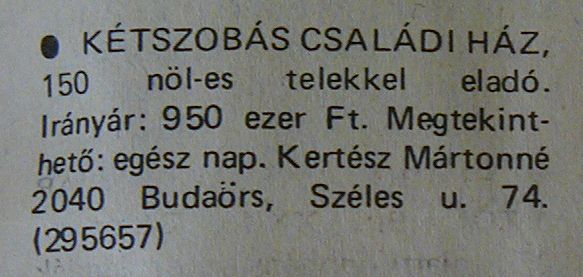 ● KÉTSZOBÁS CSALÁDI HÁZ,
150 nöl-es telekkel eladó.
Irányár: 950 ezer Ft. Megtekint-
hető: egész nap. Kertész Mártonné
2040 Budaörs, Széles u. 74.
(295657)